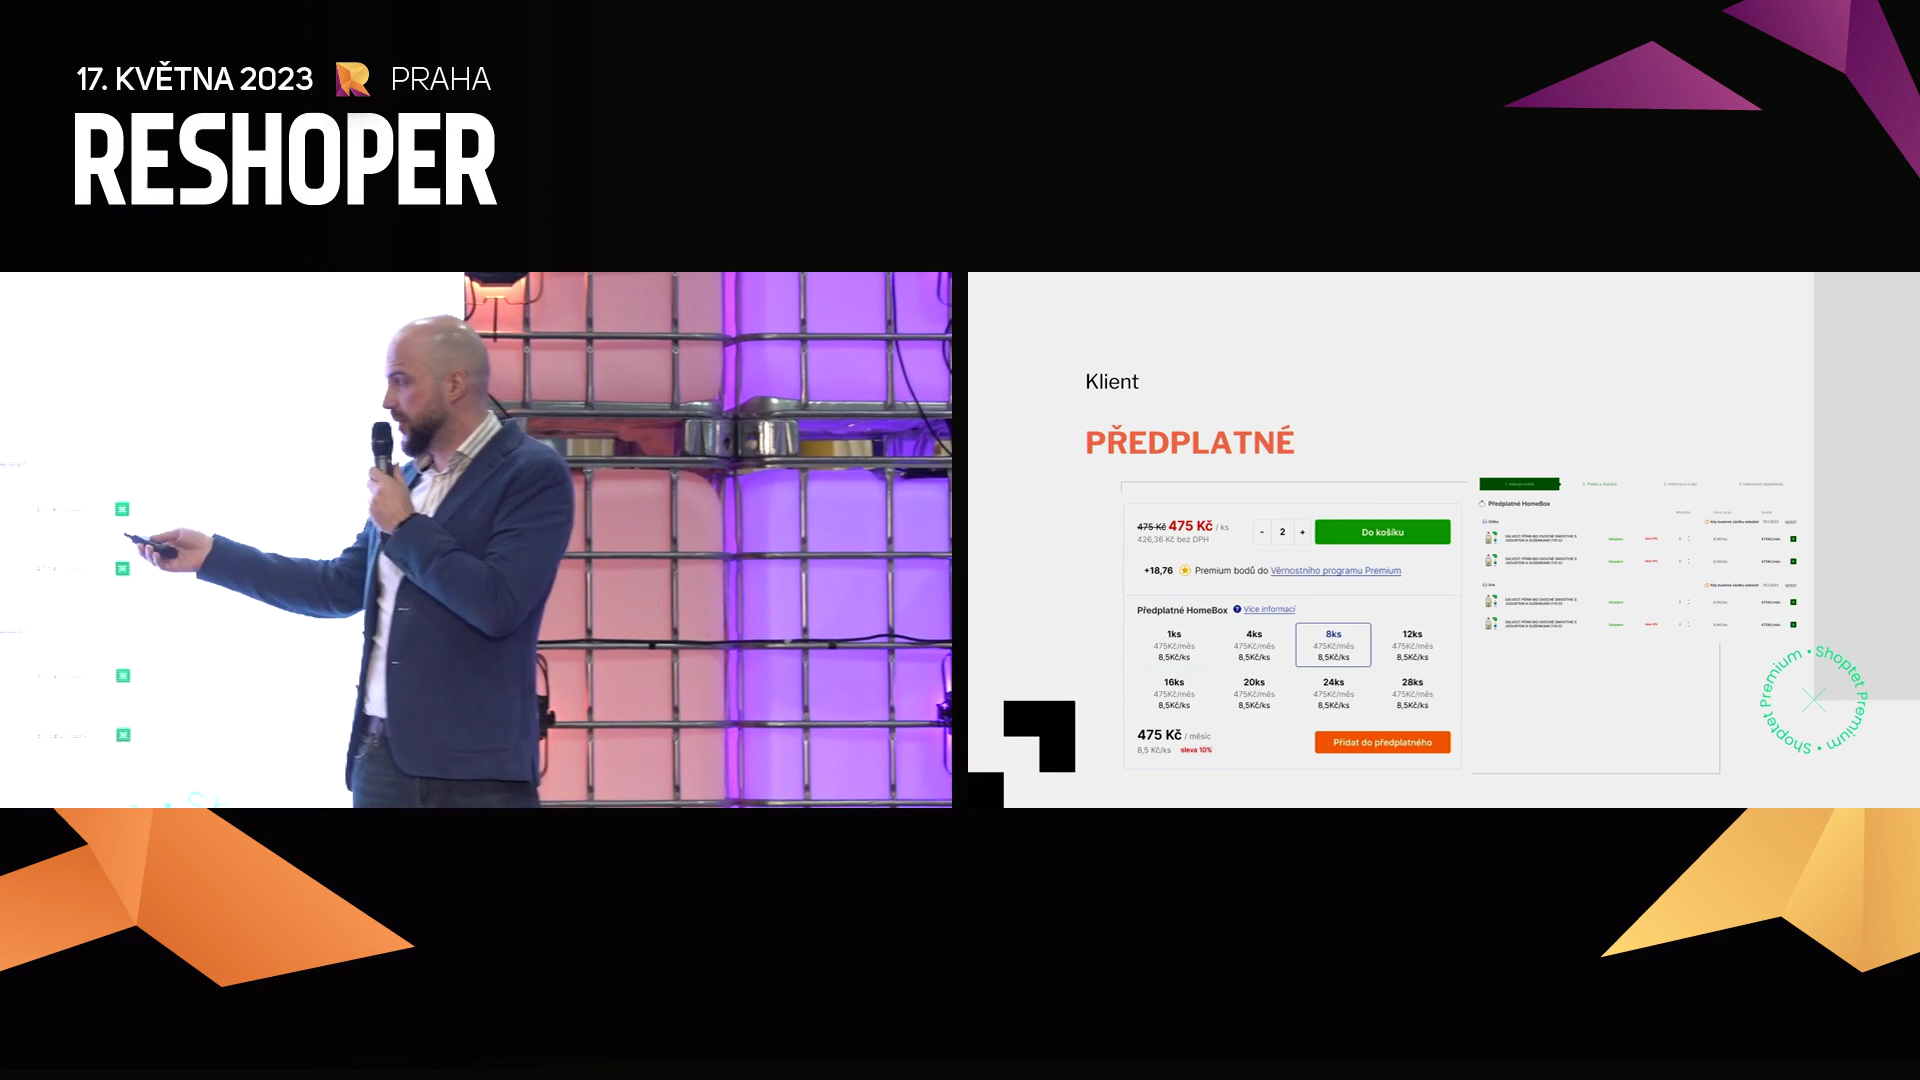 17. KVĚTNA 2023 PRAHA
RESHOPER
Klient
PŘEDPLATNÉ
475 Kč 475 Kč / ks
426,36 Kč bez DPH
- 2 +
Do košíku
+18,76 Premium bodů do Věrnostního programu Premium
Předplatné HomeBox ? Více informací
1ks 4ks 8ks 12ks
475Kč/měs 475Kč/měs 475Kč/měs 475Kč/měs
8,5Kč/ks 8,5Kč/ks 8,5Kč/ks 8,5Kč/ks
16ks 20ks 24ks 28ks
475Kč/měs 475Kč/měs 475Kč/měs 475Kč/měs
8,5Kč/ks 8,5Kč/ks 8,5Kč/ks 8,5Kč/ks
475 Kč / měsíc
8,5 Kč/ks sleva 10%
Přidat do předplatného
Předplatné HomeBox
Shoptet Premium • Shoptet Premium •